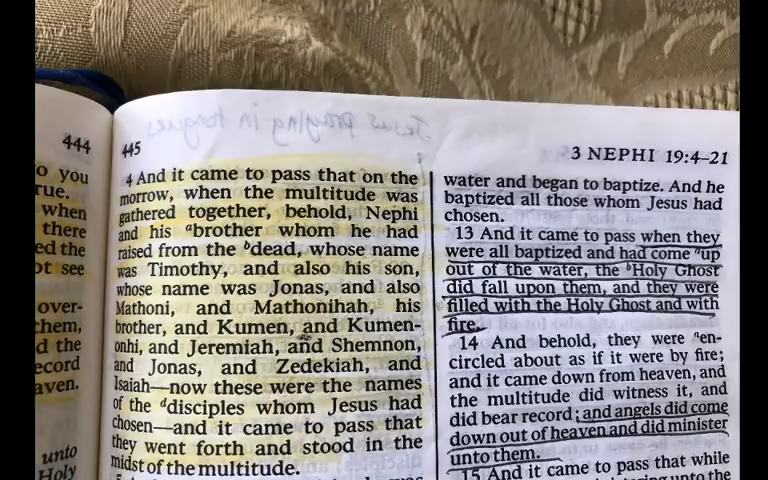 Jesus praying in tongues
444
o you
rue.
when
there
ed the
ot see
over-
them,
d the
ecord
aven.
unto
Holy
445
3 NEPHI 19:4–21
4 And it came to pass that on the
morrow, when the multitude was
gathered together, behold, Nephi
and his ᵃbrother whom he had
raised from the ᵇdead, whose name
was Timothy, and also his son,
whose name was Jonas, and also
Mathoni, and Mathonihah, his
brother, and Kumen, and Kumen-
onhi, and Jeremiah, and Shemnon,
and Jonas, and Zedekiah, and
Isaiah—now these were the names
of the ᵈdisciples whom Jesus had
chosen—and it came to pass that
they went forth and stood in the
midst of the multitude.
water and began to baptize. And he
baptized all those whom Jesus had
chosen.
13 And it came to pass when they
were all baptized and had come ᵃup
out of the water, the ᵇHoly Ghost
did fall upon them, and they were
filled with the Holy Ghost and with
fire.
14 And behold, they were ᵃen-
circled about as if it were by fire;
and it came down from heaven, and
the multitude did witness it, and
did bear record; and angels did come
down out of heaven and did minister
unto them.
15 And it came to pass that while